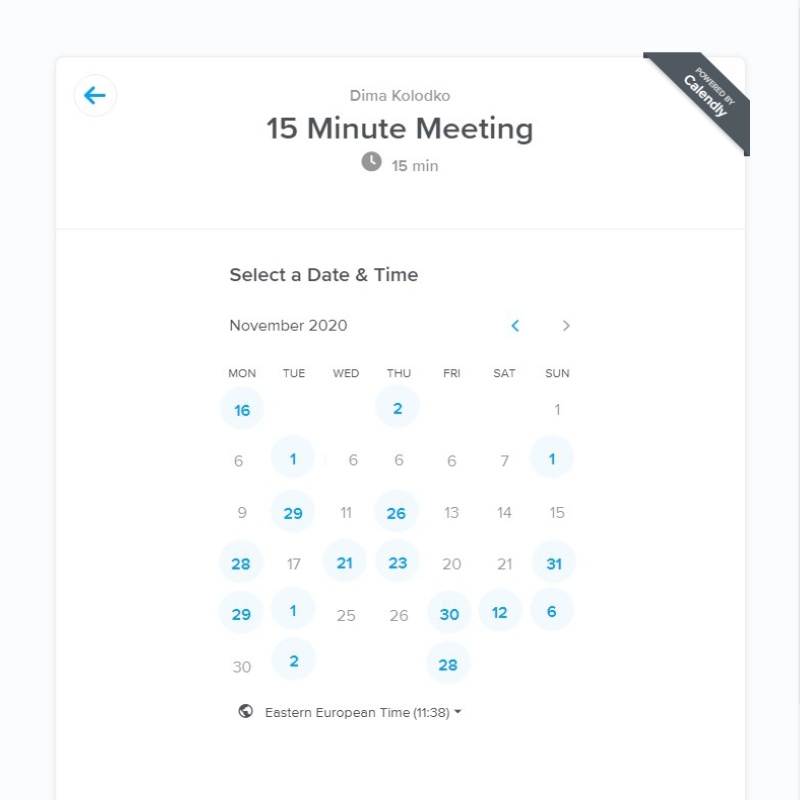 POWERED BY
Calendly
Dima Kolodko
15 Minute Meeting
15 min
Select a Date & Time
November 2020
MON TUE WED THU FRI SAT SUN
16 2 1
6 1 6 6 6 7 1
9 29 11 26 13 14 15
28 17 21 23 20 21 31
29 1 25 26 30 12 6
30 2 28
Eastern European Time (11:38)